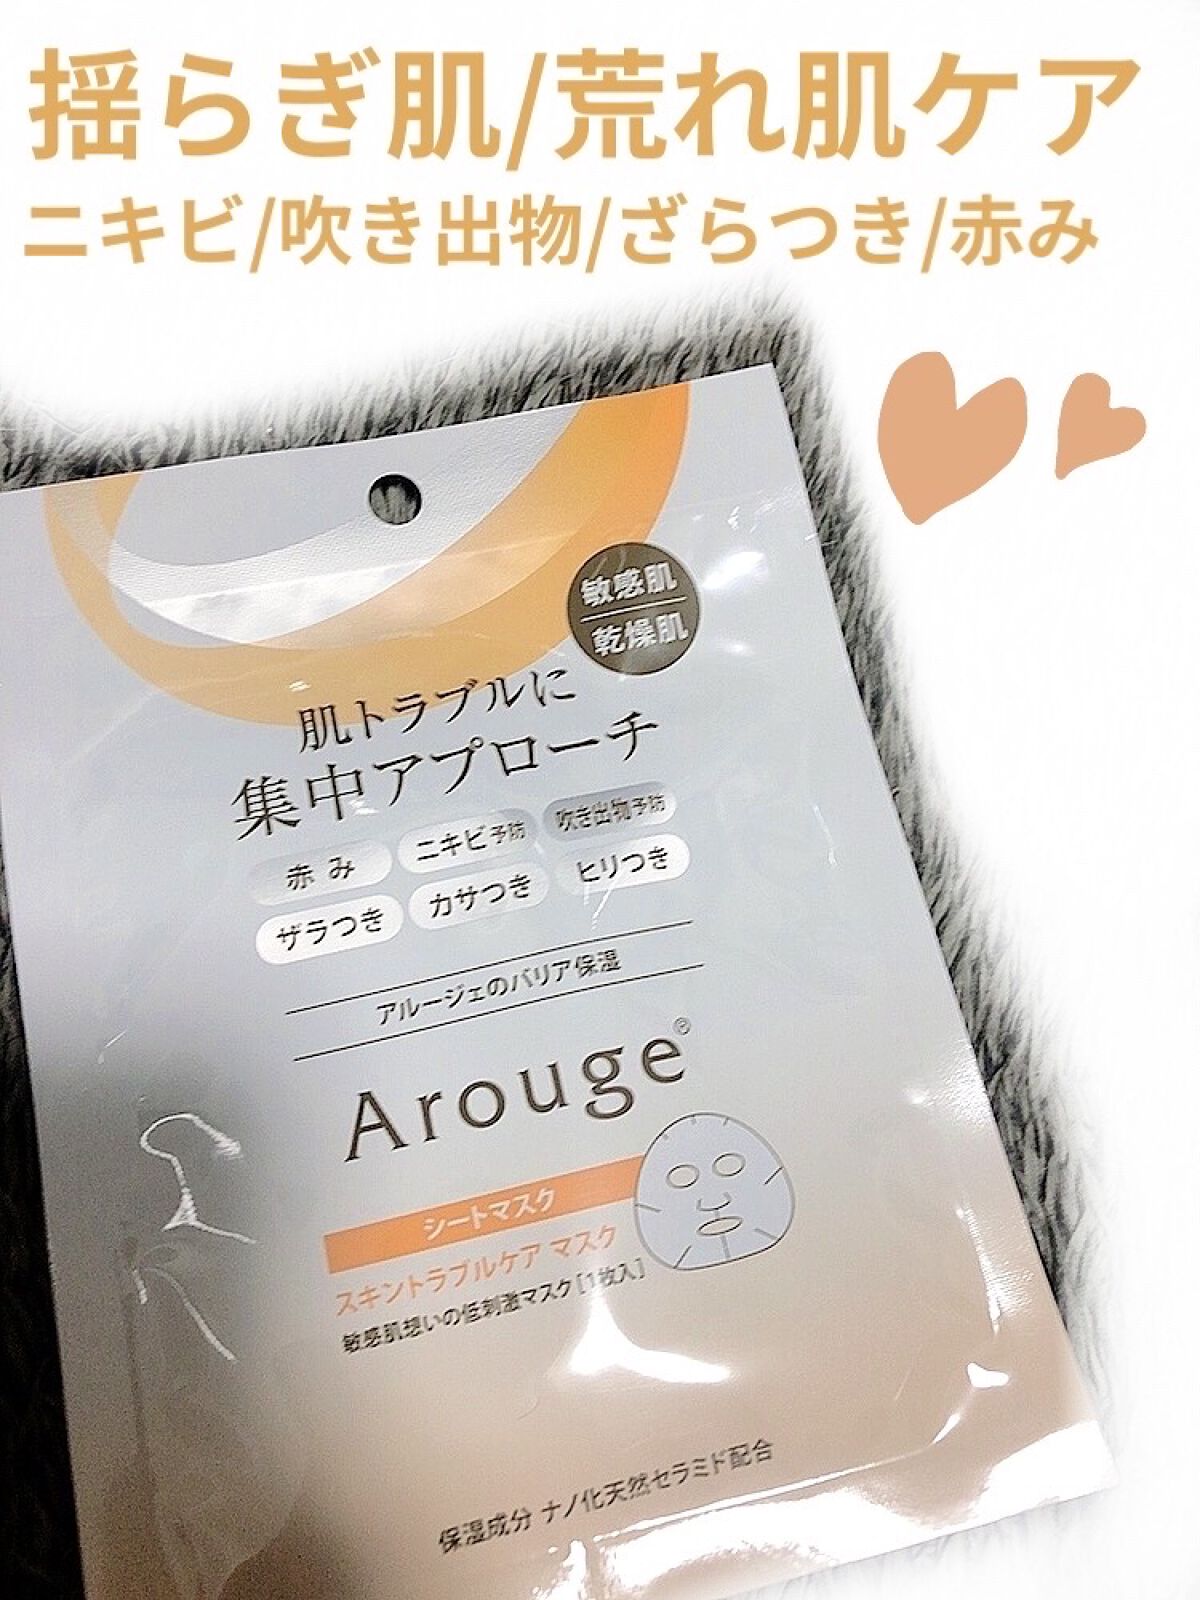 揺らぎ肌/荒れ肌ケア
ニキビ/吹き出物/ざらつき/赤み
敏感肌
乾燥肌
肌トラブルに
集中アプローチ
赤み ニキビ予防 吹き出物予防
ザラつき カサつき ヒリつき
アルージェのバリア保湿
Arouge®
シートマスク
スキントラブルケア マスク
敏感肌想いの低刺激マスク[1枚入]
保湿成分 ナノ化天然セラミド配合